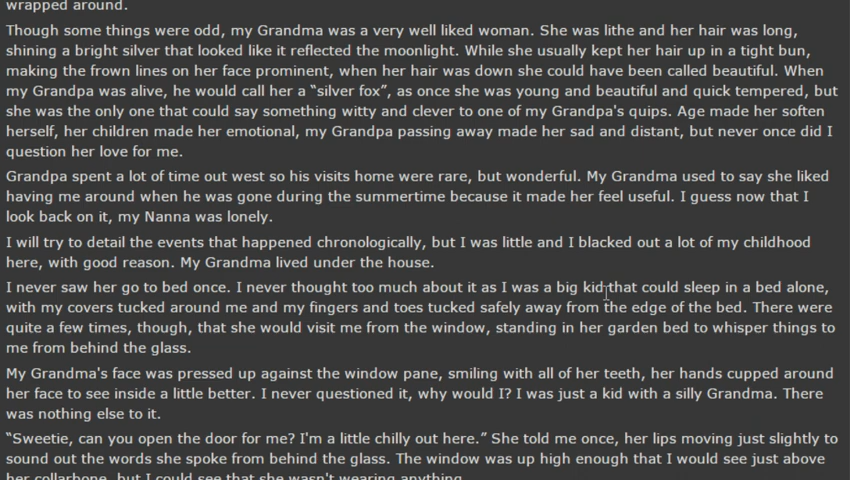 wrapped around.
Though some things were odd, my Grandma was a very well liked woman. She was lithe and her hair was long,
shining a bright silver that looked like it reflected the moonlight. While she usually kept her hair up in a tight bun,
making the frown lines on her face prominent, when her hair was down she could have been called beautiful. When
my Grandpa was alive, he would call her a “silver fox”, as once she was young and beautiful and quick tempered, but
she was the only one that could say something witty and clever to one of my Grandpa's quips. Age made her soften
herself, her children made her emotional, my Grandpa passing away made her sad and distant, but never once did I
question her love for me.
Grandpa spent a lot of time out west so his visits home were rare, but wonderful. My Grandma used to say she liked
having me around when he was gone during the summertime because it made her feel useful. I guess now that I
look back on it, my Nanna was lonely.
I will try to detail the events that happened chronologically, but I was little and I blacked out a lot of my childhood
here, with good reason. My Grandma lived under the house.
I never saw her go to bed once. I never thought too much about it as I was a big kid that could sleep in a bed alone,
with my covers tucked around me and my fingers and toes tucked safely away from the edge of the bed. There were
quite a few times, though, that she would visit me from the window, standing in her garden bed to whisper things to
me from behind the glass.
My Grandma's face was pressed up against the window pane, smiling with all of her teeth, her hands cupped around
her face to see inside a little better. I never questioned it, why would I? I was just a kid with a silly Grandma. There
was nothing else to it.
“Sweetie, can you open the door for me? I'm a little chilly out here.” She told me once, her lips moving just slightly to
sound out the words she spoke from behind the glass. The window was up high enough that I would see just above
her collarbone, but I could see that she wasn't wearing anything.